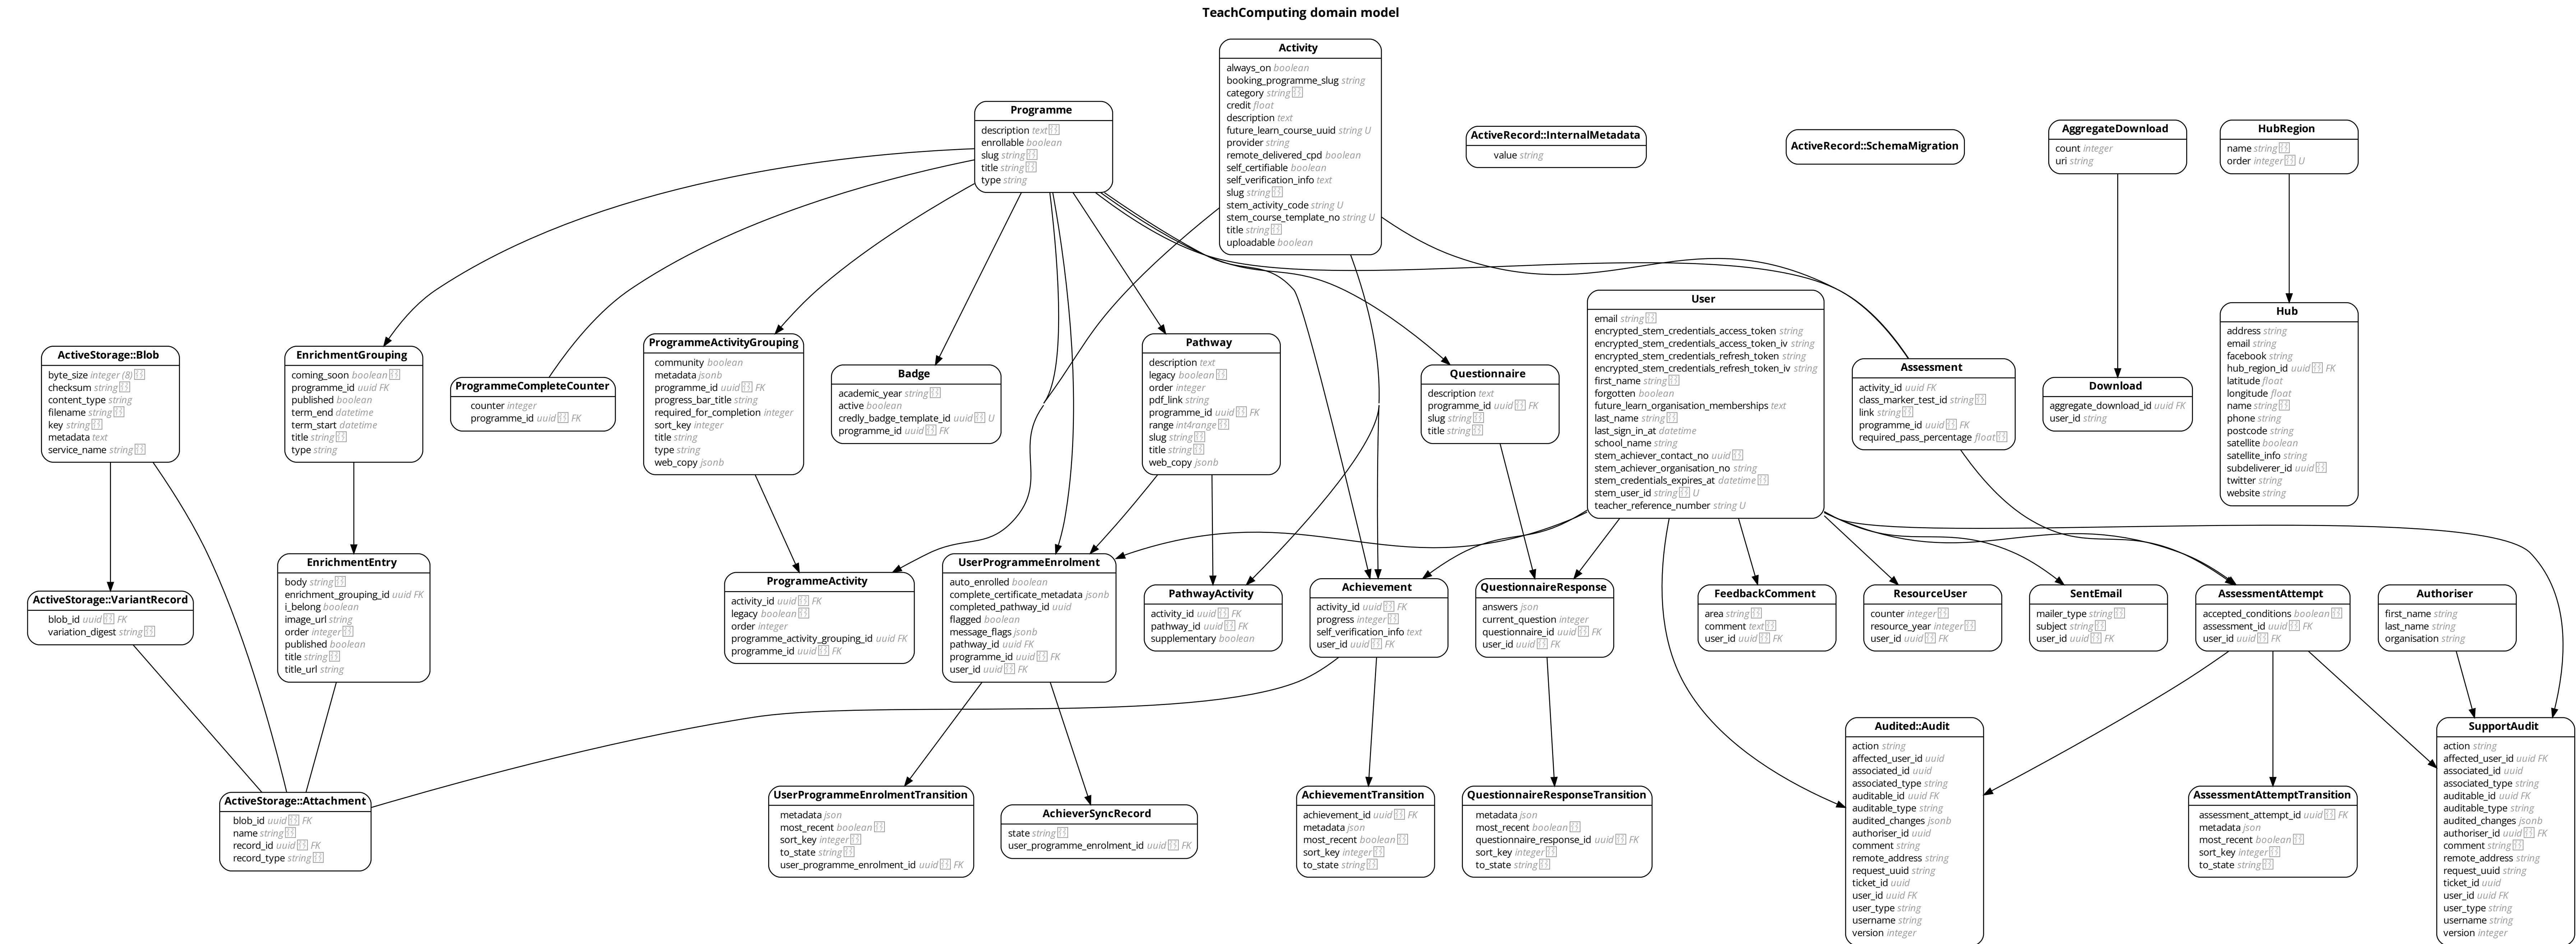 TeachComputing domain model
Activity
always_on boolean
booking_programme_slug string
category string
credit float
description text
future_learn_course_uuid string U
provider string
remote_delivered_cpd boolean
self_certifiable boolean
self_verification_info text
slug string
stem_activity_code string U
stem_course_template_no string U
title string
uploadable boolean
Programme
description text
enrollable boolean
slug string
title string
type string
ActiveRecord::InternalMetadata
value string
ActiveRecord::SchemaMigration
AggregateDownload
count integer
uri string
HubRegion
name string
order integer U
User
email string
encrypted_stem_credentials_access_token string
encrypted_stem_credentials_access_token_iv string
encrypted_stem_credentials_refresh_token string
encrypted_stem_credentials_refresh_token_iv string
first_name string
forgotten boolean
future_learn_organisation_memberships text
last_name string
last_sign_in_at datetime
school_name string
stem_achiever_contact_no uuid
stem_achiever_organisation_no string
stem_credentials_expires_at datetime
stem_user_id string U
teacher_reference_number string U
Hub
address string
email string
facebook string
hub_region_id uuid FK
latitude float
longitude float
name string
phone string
postcode string
satellite boolean
satellite_info string
subdeliverer_id uuid
twitter string
website string
ActiveStorage::Blob
byte_size integer (8)
checksum string
content_type string
filename string
key string
metadata text
service_name string
EnrichmentGrouping
coming_soon boolean
programme_id uuid FK
published boolean
term_end datetime
term_start datetime
title string
type string
ProgrammeCompleteCounter
counter integer
programme_id uuid FK
ProgrammeActivityGrouping
community boolean
metadata jsonb
programme_id uuid FK
progress_bar_title string
required_for_completion integer
sort_key integer
title string
type string
web_copy jsonb
Badge
academic_year string
active boolean
credly_badge_template_id uuid U
programme_id uuid FK
Pathway
description text
legacy boolean
order integer
pdf_link string
programme_id uuid FK
range int4range
slug string
title string
web_copy jsonb
Questionnaire
description text
programme_id uuid FK
slug string
title string
Assessment
activity_id uuid FK
class_marker_test_id string
link string
programme_id uuid FK
required_pass_percentage float
Download
aggregate_download_id uuid FK
user_id string
ActiveStorage::VariantRecord
blob_id uuid FK
variation_digest string
EnrichmentEntry
body string
enrichment_grouping_id uuid FK
i_belong boolean
image_url string
order integer
published boolean
title string
title_url string
ProgrammeActivity
activity_id uuid FK
legacy boolean
order integer
programme_activity_grouping_id uuid FK
programme_id uuid FK
UserProgrammeEnrolment
auto_enrolled boolean
complete_certificate_metadata jsonb
completed_pathway_id uuid
flagged boolean
message_flags jsonb
pathway_id uuid FK
programme_id uuid FK
user_id uuid FK
PathwayActivity
activity_id uuid FK
pathway_id uuid FK
supplementary boolean
Achievement
activity_id uuid FK
progress integer
self_verification_info text
user_id uuid FK
QuestionnaireResponse
answers json
current_question integer
questionnaire_id uuid FK
user_id uuid FK
FeedbackComment
area string
comment text
user_id uuid FK
ResourceUser
counter integer
resource_year integer
user_id uuid FK
SentEmail
mailer_type string
subject string
user_id uuid FK
AssessmentAttempt
accepted_conditions boolean
assessment_id uuid FK
user_id uuid FK
Authoriser
first_name string
last_name string
organisation string
ActiveStorage::Attachment
blob_id uuid FK
name string
record_id uuid FK
record_type string
UserProgrammeEnrolmentTransition
metadata json
most_recent boolean
sort_key integer
to_state string
user_programme_enrolment_id uuid FK
AchieverSyncRecord
state string
user_programme_enrolment_id uuid FK
AchievementTransition
achievement_id uuid FK
metadata json
most_recent boolean
sort_key integer
to_state string
QuestionnaireResponseTransition
metadata json
most_recent boolean
questionnaire_response_id uuid FK
sort_key integer
to_state string
Audited::Audit
action string
affected_user_id uuid
associated_id uuid
associated_type string
auditable_id uuid FK
auditable_type string
audited_changes jsonb
authoriser_id uuid
comment string
remote_address string
request_uuid string
ticket_id uuid
user_id uuid FK
user_type string
username string
version integer
AssessmentAttemptTransition
assessment_attempt_id uuid FK
metadata json
most_recent boolean
sort_key integer
to_state string
SupportAudit
action string
affected_user_id uuid FK
associated_id uuid
associated_type string
auditable_id uuid FK
auditable_type string
audited_changes jsonb
authoriser_id uuid FK
comment string
remote_address string
request_uuid string
ticket_id uuid
user_id uuid FK
user_type string
username string
version integer